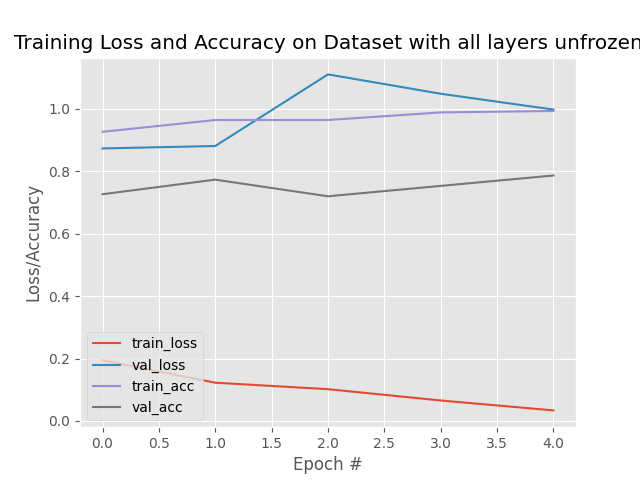 Training Loss and Accuracy on Dataset with all layers unfrozen
1.0
0.8
0.6
0.4
0.2
0.0
Loss/Accuracy
train_loss
val_loss
train_acc
val_acc
0.0 0.5 1.0 1.5 2.0 2.5 3.0 3.5 4.0
Epoch #